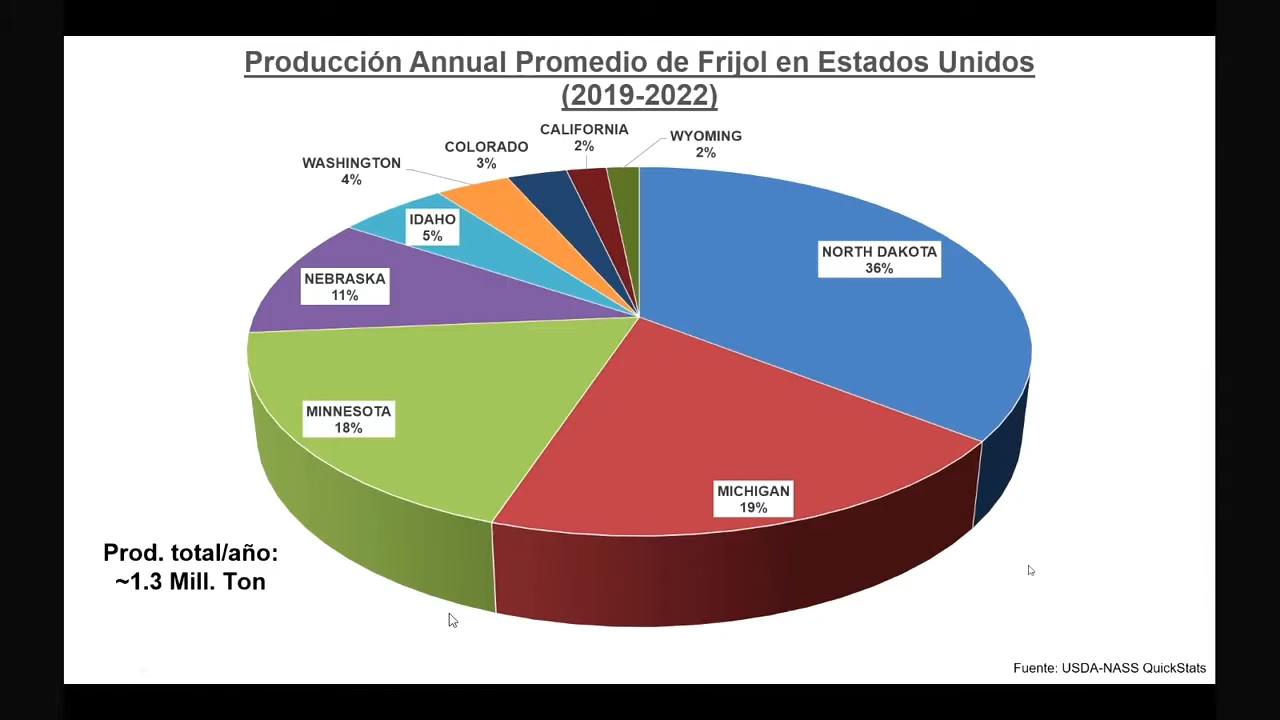 Producción Annual Promedio de Frijol en Estados Unidos
(2019-2022)
CALIFORNIA
2%
WYOMING
2%
COLORADO
3%
WASHINGTON
4%
IDAHO
5%
NORTH DAKOTA
36%
NEBRASKA
11%
MINNESOTA
18%
MICHIGAN
19%
Prod. total/año:
~1.3 Mill. Ton
Fuente: USDA-NASS QuickStats